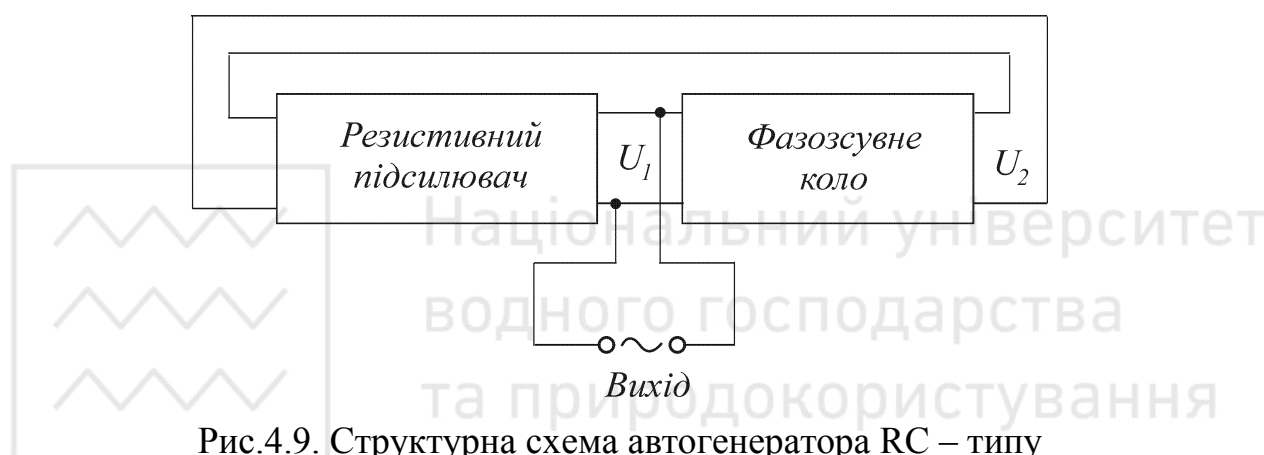 Резистивний
підсилювач
U1
Фазозсувне
коло
U2
Національний університет
водного господарства
та природокористування
Вихід
Рис.4.9. Структурна схема автогенератора RC – типу